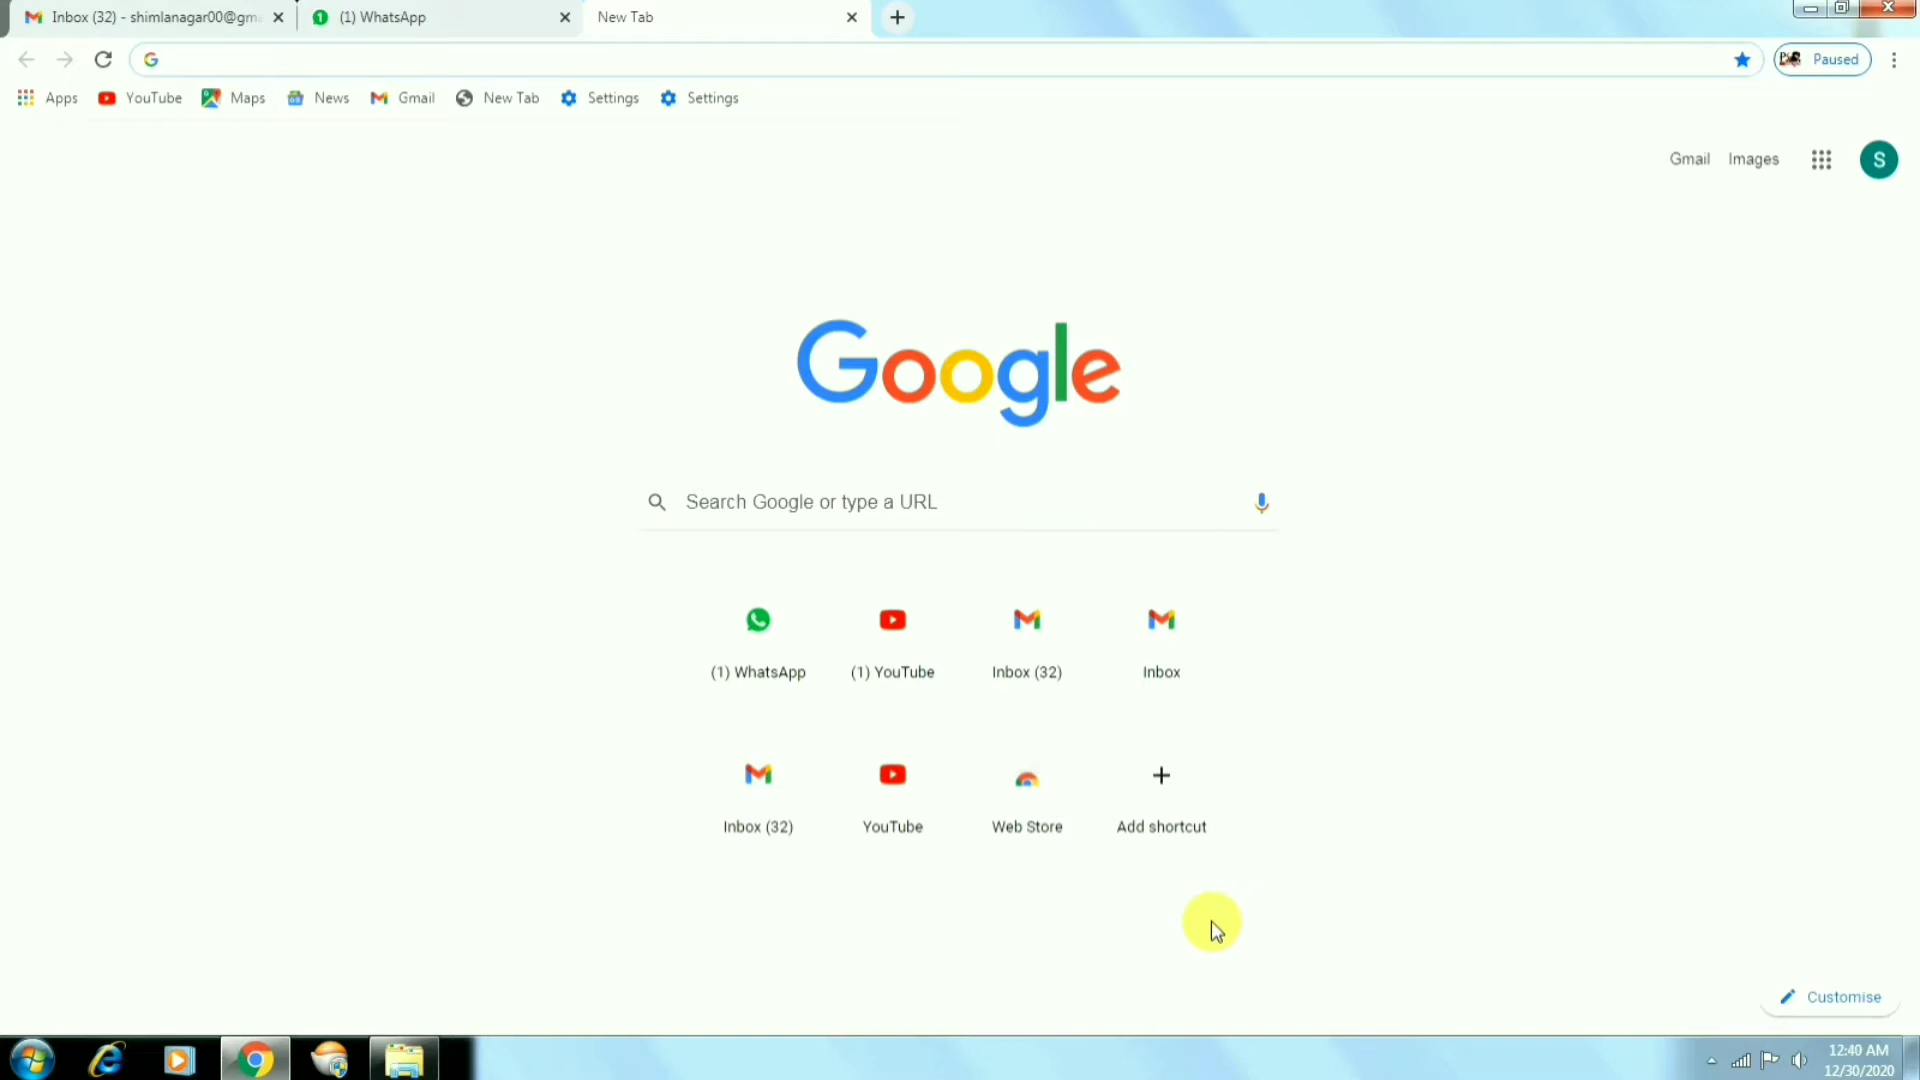 Inbox (32) - shimlanagar00@gm
1
(1) WhatsApp
New Tab
Paused
Apps
YouTube
Maps
News
Gmail
New Tab
Settings
Settings
Gmail
Images
S
Google
Search Google or type a URL
(1) WhatsApp
(1) YouTube
Inbox (32)
Inbox
Inbox (32)
YouTube
Web Store
Add shortcut
Customise
12:40 AM
12/30/2020